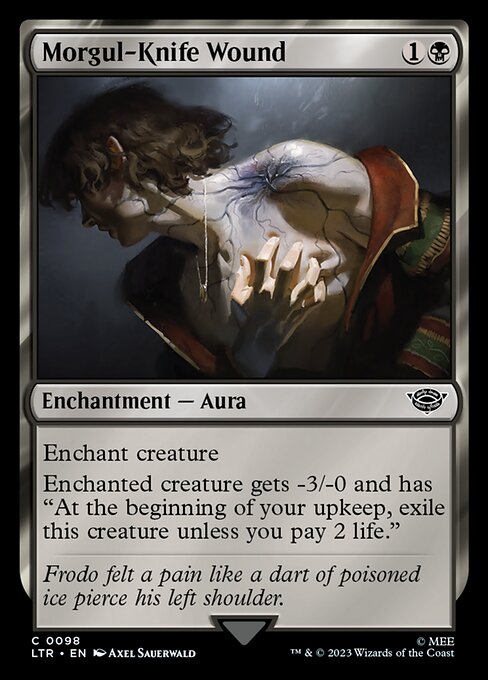 Morgul-Knife Wound 1
Enchantment — Aura
Enchant creature
Enchanted creature gets -3/-0 and has
“At the beginning of your upkeep, exile
this creature unless you pay 2 life.”
Frodo felt a pain like a dart of poisoned
ice pierce his left shoulder.
C 0098
LTR • EN Axel Sauerwald
© MEE
™ & © 2023 Wizards of the Coast